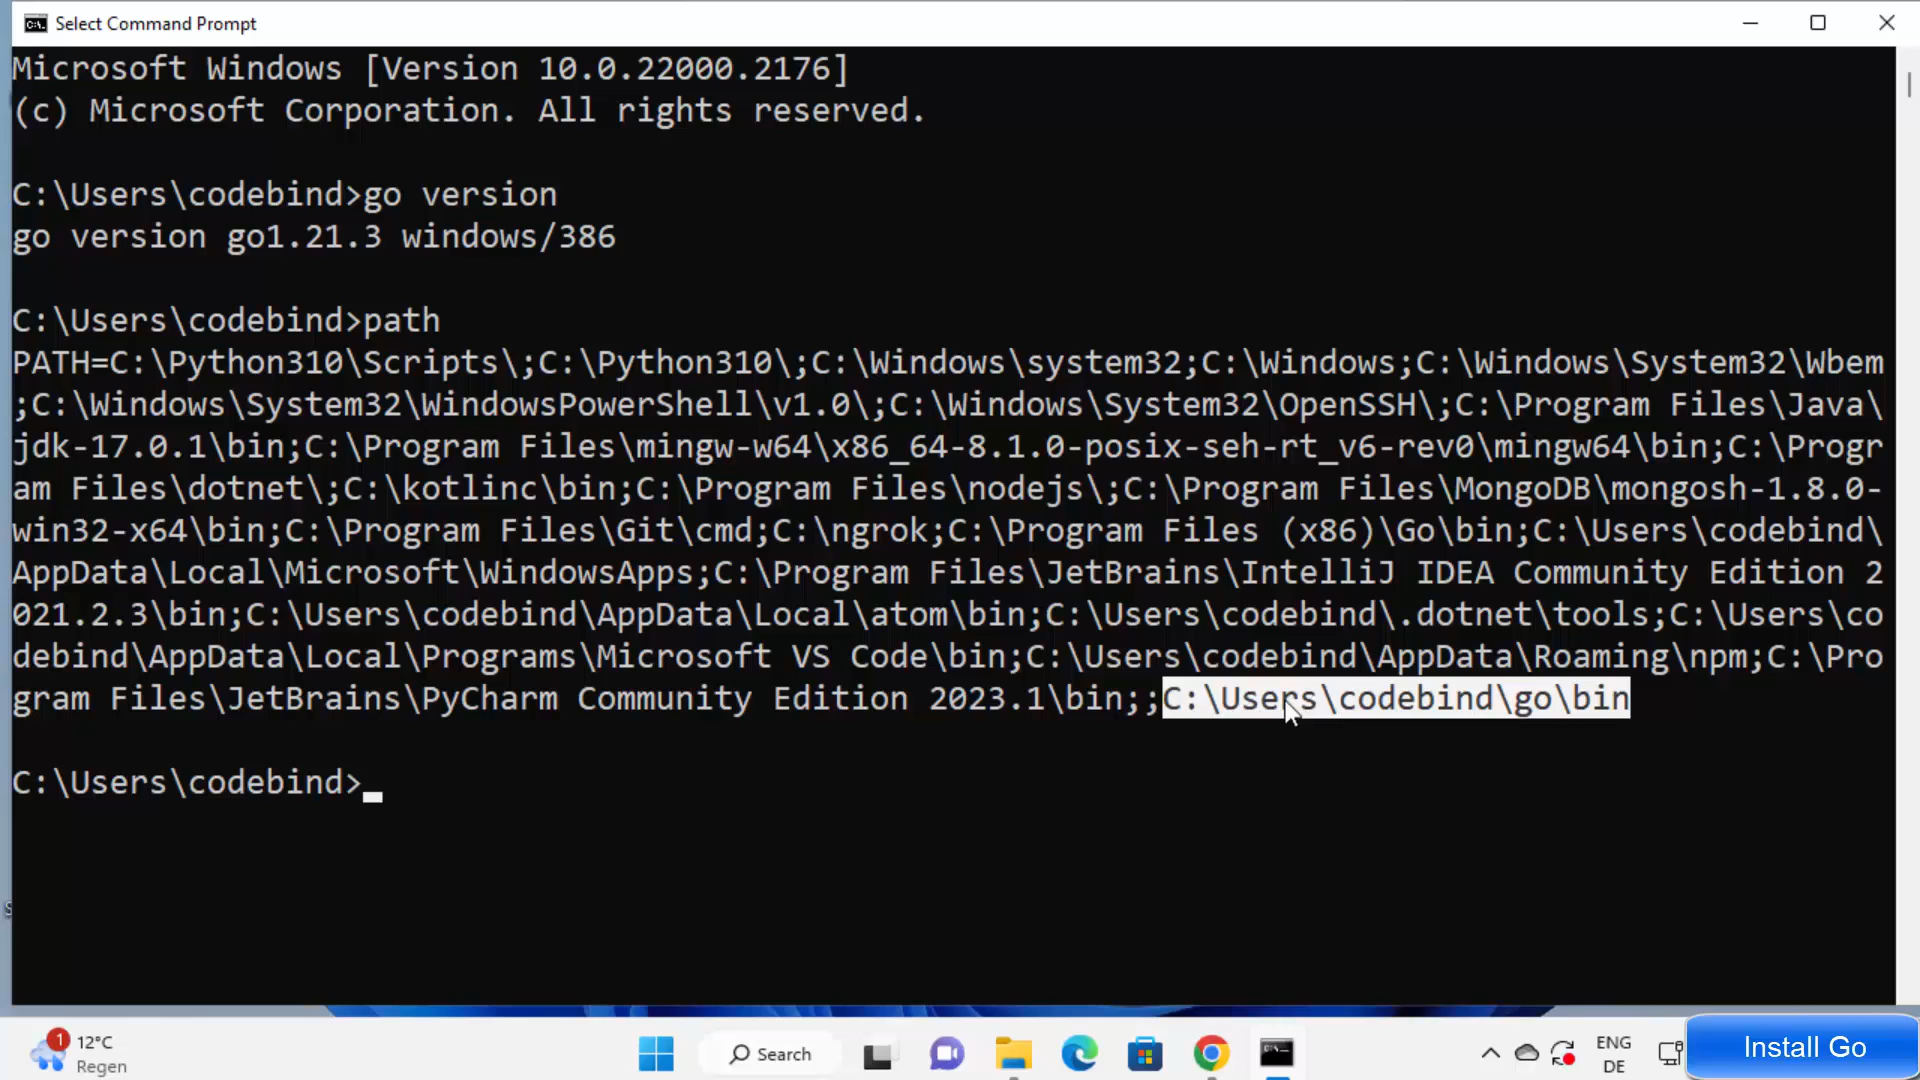 Select Command Prompt
Microsoft Windows [Version 10.0.22000.2176]
(c) Microsoft Corporation. All rights reserved.
C:\Users\codebind>go version
go version go1.21.3 windows/386
C:\Users\codebind>path
PATH=C:\Python310\Scripts\;C:\Python310\;C:\Windows\system32;C:\Windows;C:\Windows\System32\Wbem
;C:\Windows\System32\WindowsPowerShell\v1.0\;C:\Windows\System32\OpenSSH\;C:\Program Files\Java\
jdk-17.0.1\bin;C:\Program Files\mingw-w64\x86_64-8.1.0-posix-seh-rt_v6-rev0\mingw64\bin;C:\Progr
am Files\dotnet\;C:\kotlinc\bin;C:\Program Files\nodejs\;C:\Program Files\MongoDB\mongosh-1.8.0-
win32-x64\bin;C:\Program Files\Git\cmd;C:\ngrok;C:\Program Files (x86)\Go\bin;C:\Users\codebind\
AppData\Local\Microsoft\WindowsApps;C:\Program Files\JetBrains\IntelliJ IDEA Community Edition 2
021.2.3\bin;C:\Users\codebind\AppData\Local\atom\bin;C:\Users\codebind\.dotnet\tools;C:\Users\co
debind\AppData\Local\Programs\Microsoft VS Code\bin;C:\Users\codebind\AppData\Roaming\npm;C:\Pro
gram Files\JetBrains\PyCharm Community Edition 2023.1\bin;;C:\Users\codebind\go\bin
C:\Users\codebind>
1
12°C
Regen
Search
ENG
DE
Install Go